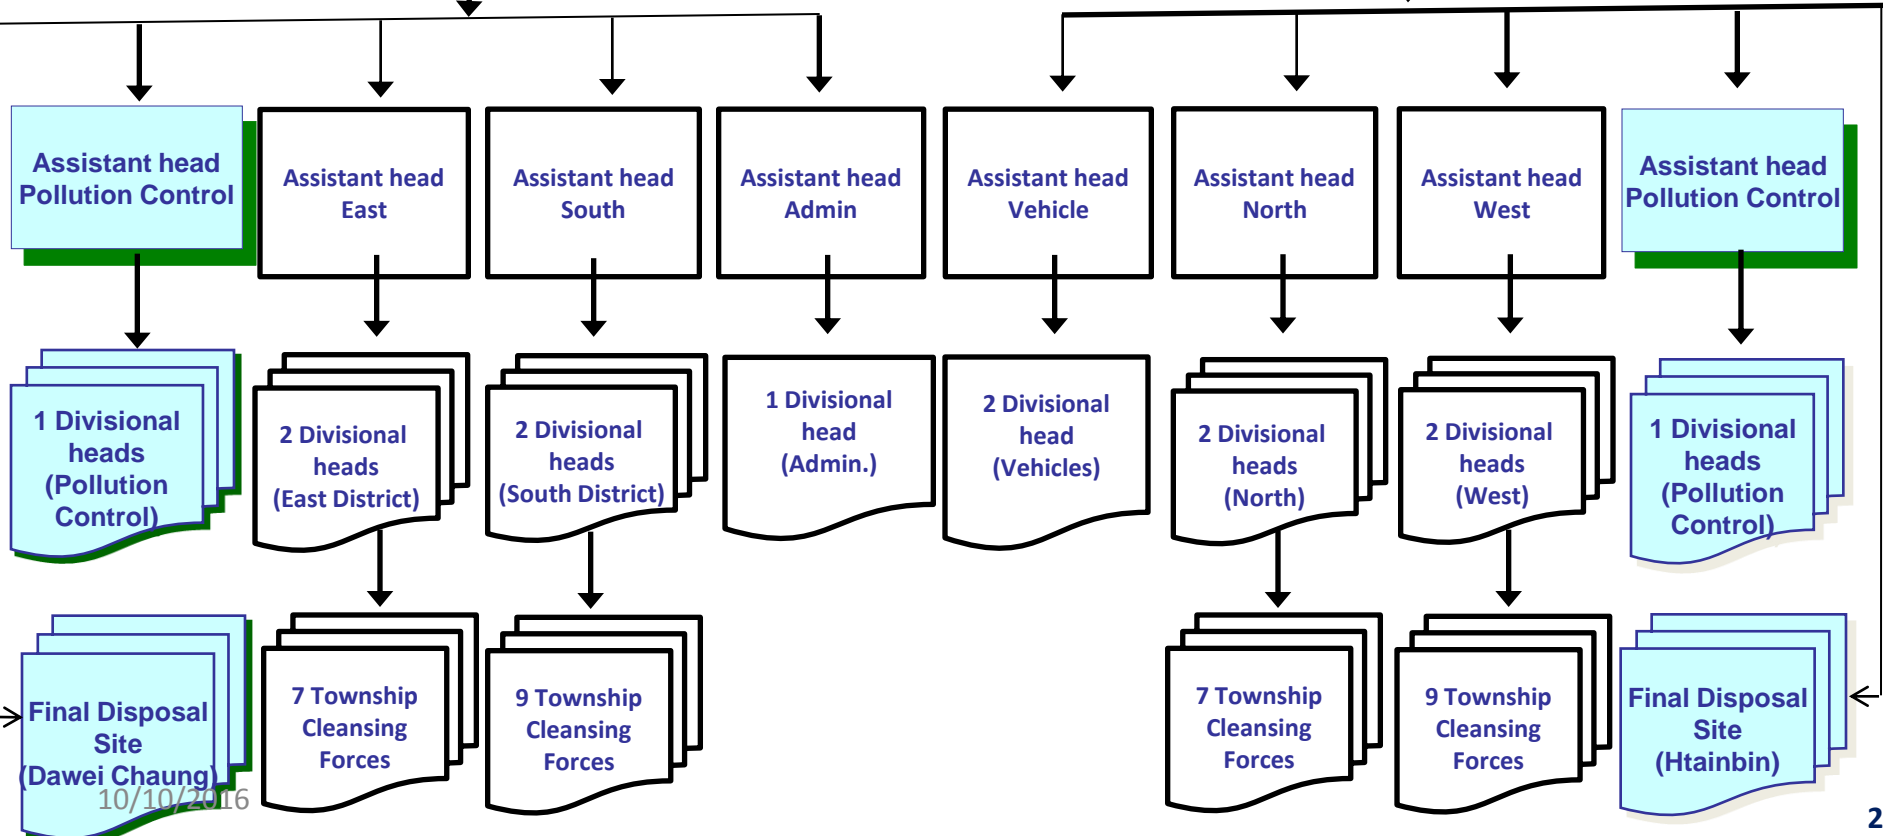 Assistant head
Pollution Control
Assistant head
East
Assistant head
South
Assistant head
Admin
Assistant head
Vehicle
Assistant head
North
Assistant head
West
Assistant head
Pollution Control
1 Divisional
heads
(Pollution
Control)
2 Divisional
heads
(East District)
2 Divisional
heads
(South District)
1 Divisional
head
(Admin.)
2 Divisional
head
(Vehicles)
2 Divisional
heads
(North)
2 Divisional
heads
(West)
1 Divisional
heads
(Pollution
Control)
Final Disposal
Site
(Dawei Chaung)
7 Township
Cleansing
Forces
9 Township
Cleansing
Forces
7 Township
Cleansing
Forces
9 Township
Cleansing
Forces
Final Disposal
Site
(Htainbin)
10/10/2016
2